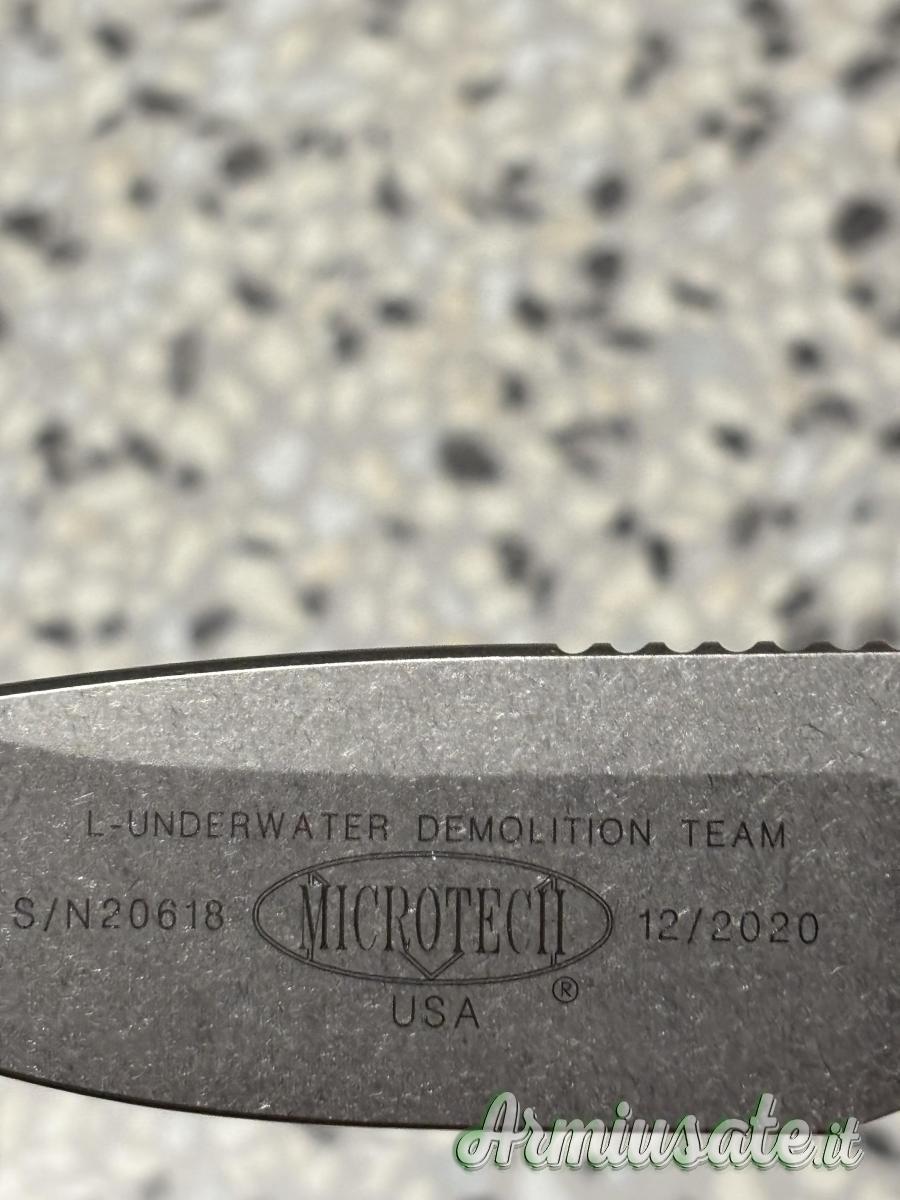 L-UNDERWATER DEMOLITION TEAM
S/N20618 MICROTECH 12/2020
®
USA
Armiusate.it